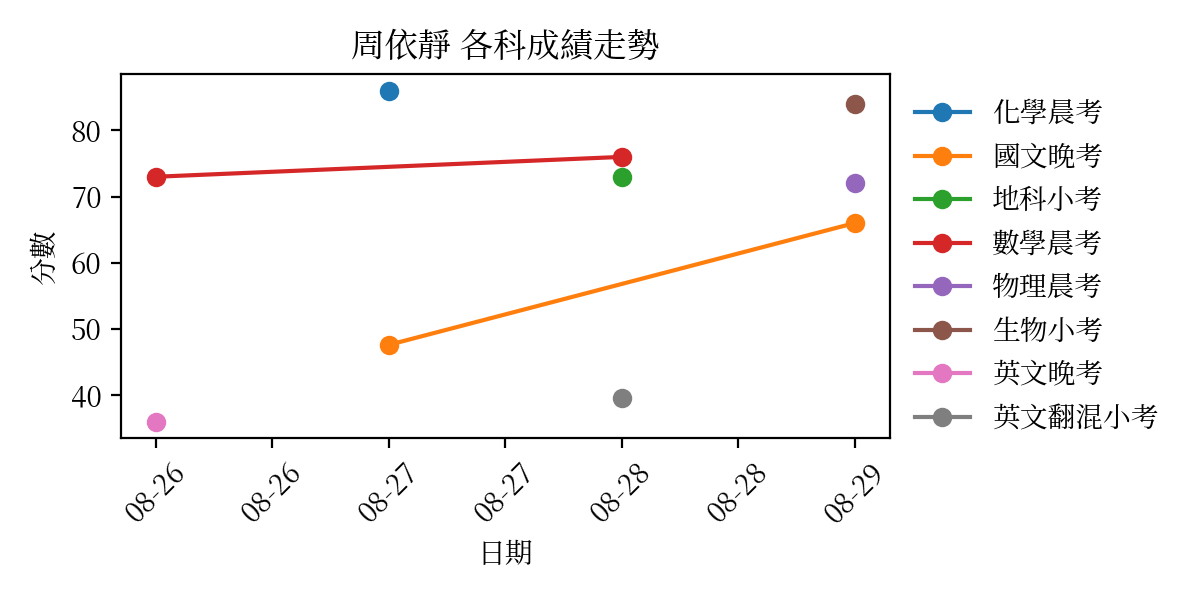 周依靜 各科成績走勢
分數
80
70
60
50
40
08-26
08-26
08-27
08-27
08-28
08-28
08-29
日期
化學晨考
國文晚考
地科小考
數學晨考
物理晨考
生物小考
英文晚考
英文翻混小考